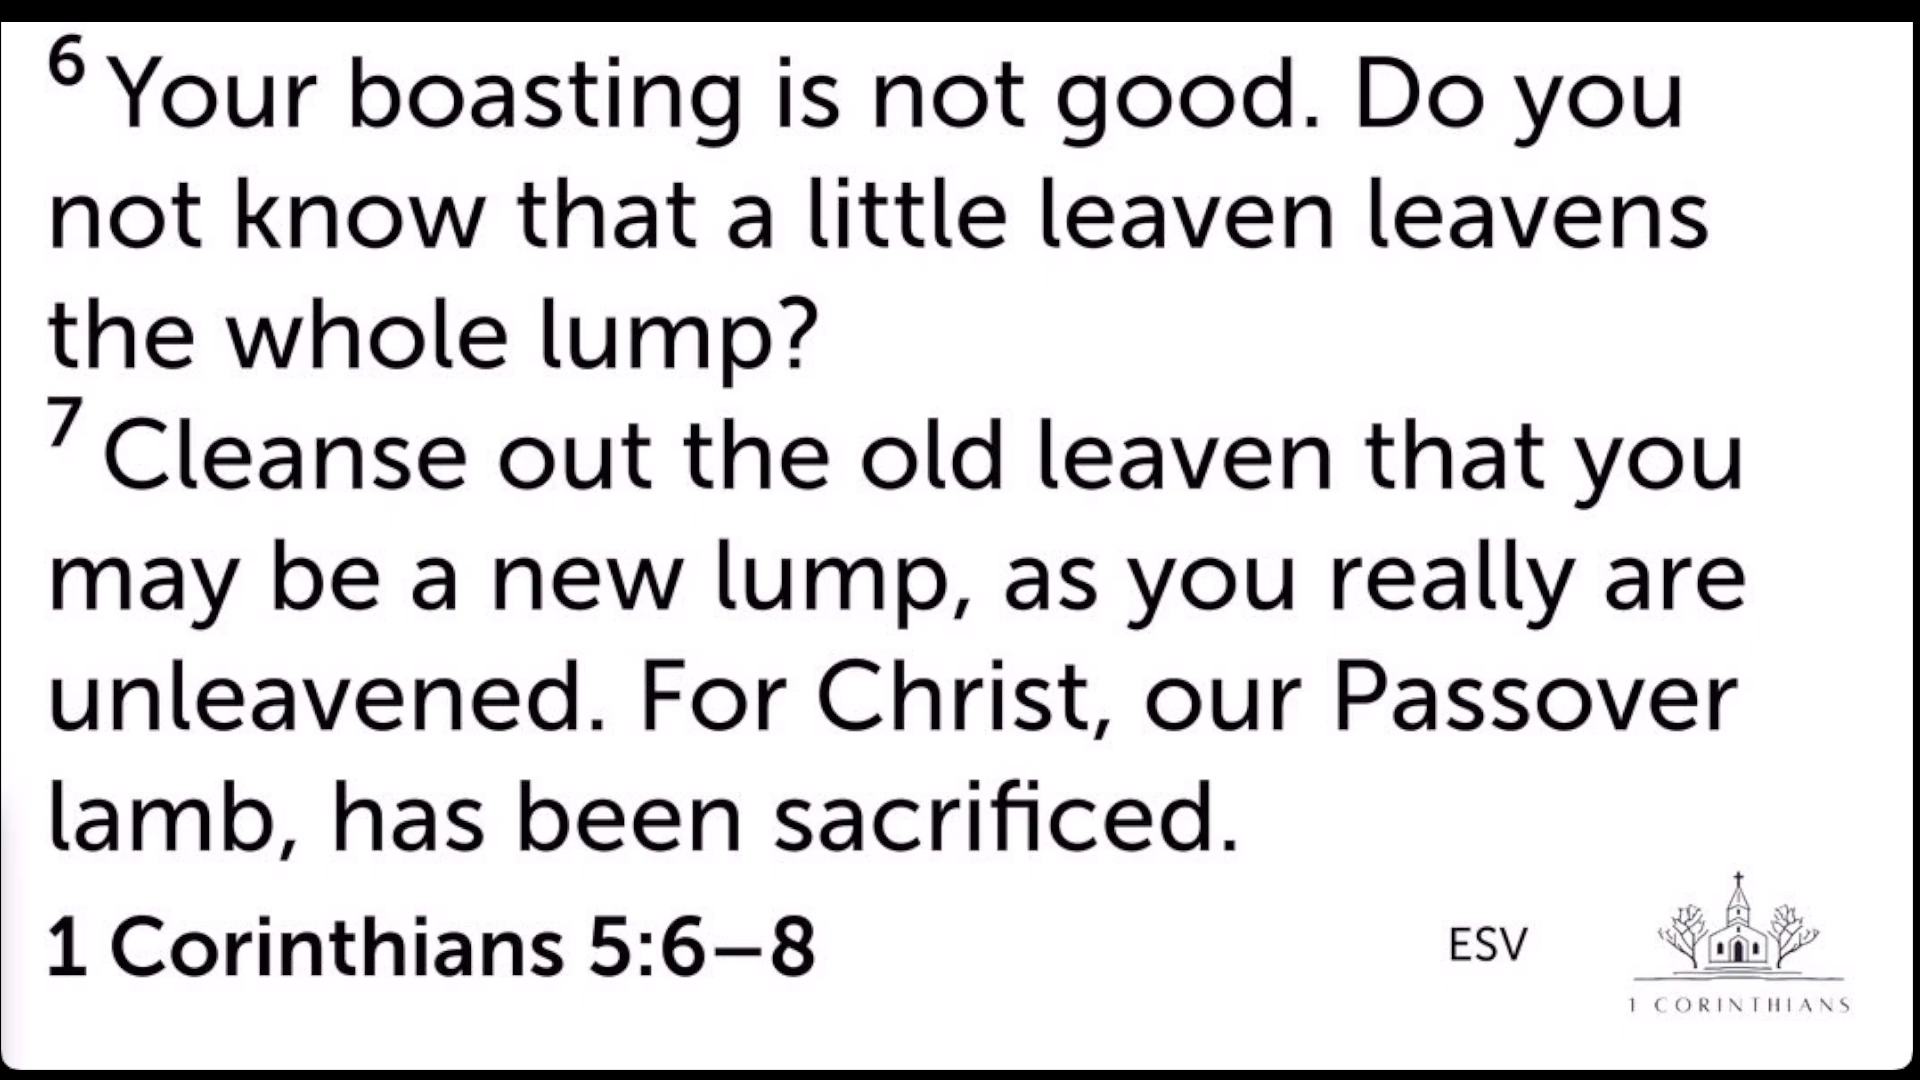 6 Your boasting is not good. Do you
not know that a little leaven leavens
the whole lump?
7 Cleanse out the old leaven that you
may be a new lump, as you really are
unleavened. For Christ, our Passover
lamb, has been sacrificed.
1 Corinthians 5:6–8
ESV
1 CORINTHIANS